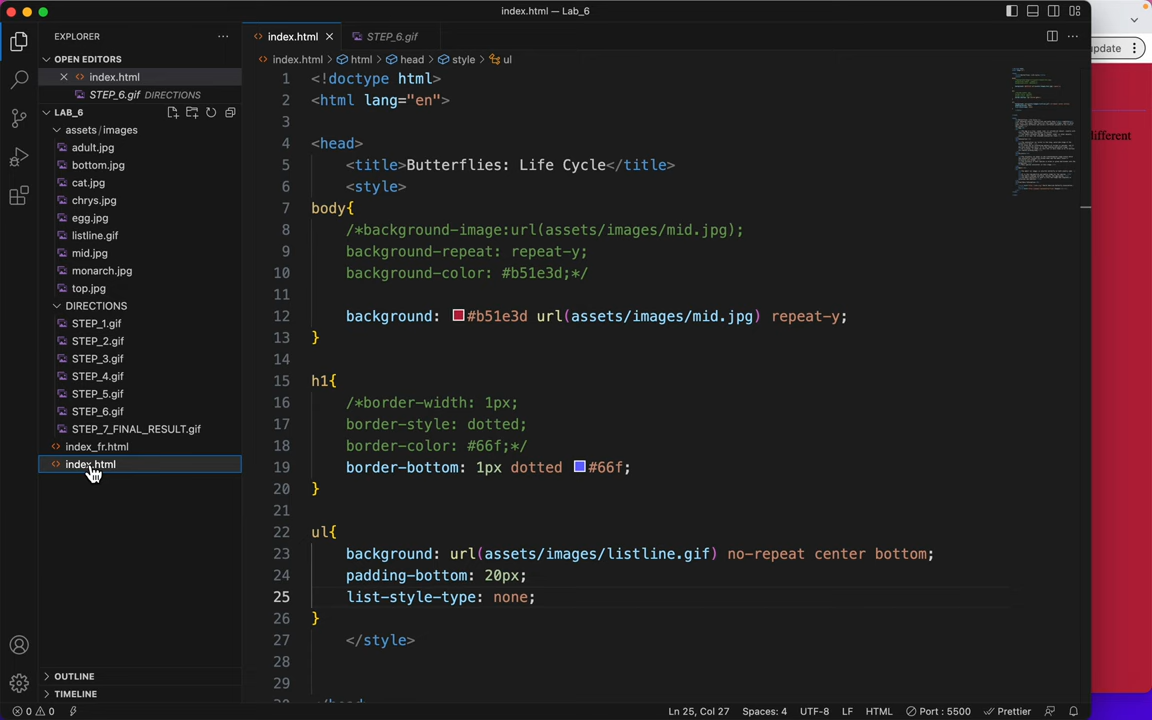 index.html — Lab_6
EXPLORER
OPEN EDITORS
index.html
STEP_6.gif DIRECTIONS
LAB_6
assets/images
adult.jpg
bottom.jpg
cat.jpg
chrys.jpg
egg.jpg
listline.gif
mid.jpg
monarch.jpg
top.jpg
DIRECTIONS
STEP_1.gif
STEP_2.gif
STEP_3.gif
STEP_4.gif
STEP_5.gif
STEP_6.gif
STEP_7_FINAL_RESULT.gif
index_fr.html
index.html
OUTLINE
TIMELINE
index.html STEP_6.gif
index.html html head style ul
1 <!doctype html>
2 <html lang="en">
3
4 <head>
5 <title>Butterflies: Life Cycle</title>
6 <style>
7 body{
8 /*background-image:url(assets/images/mid.jpg);
9 background-repeat: repeat-y;
10 background-color: #b51e3d;*/
11
12 background: #b51e3d url(assets/images/mid.jpg) repeat-y;
13 }
14
15 h1{
16 /*border-width: 1px;
17 border-style: dotted;
18 border-color: #66f;*/
19 border-bottom: 1px dotted #66f;
20 }
21
22 ul{
23 background: url(assets/images/listline.gif) no-repeat center bottom;
24 padding-bottom: 20px;
25 list-style-type: none;
26 }
27 </style>
28
29
update
different
0 0 Ln 25, Col 27 Spaces: 4 UTF-8 LF HTML Port : 5500 Prettier